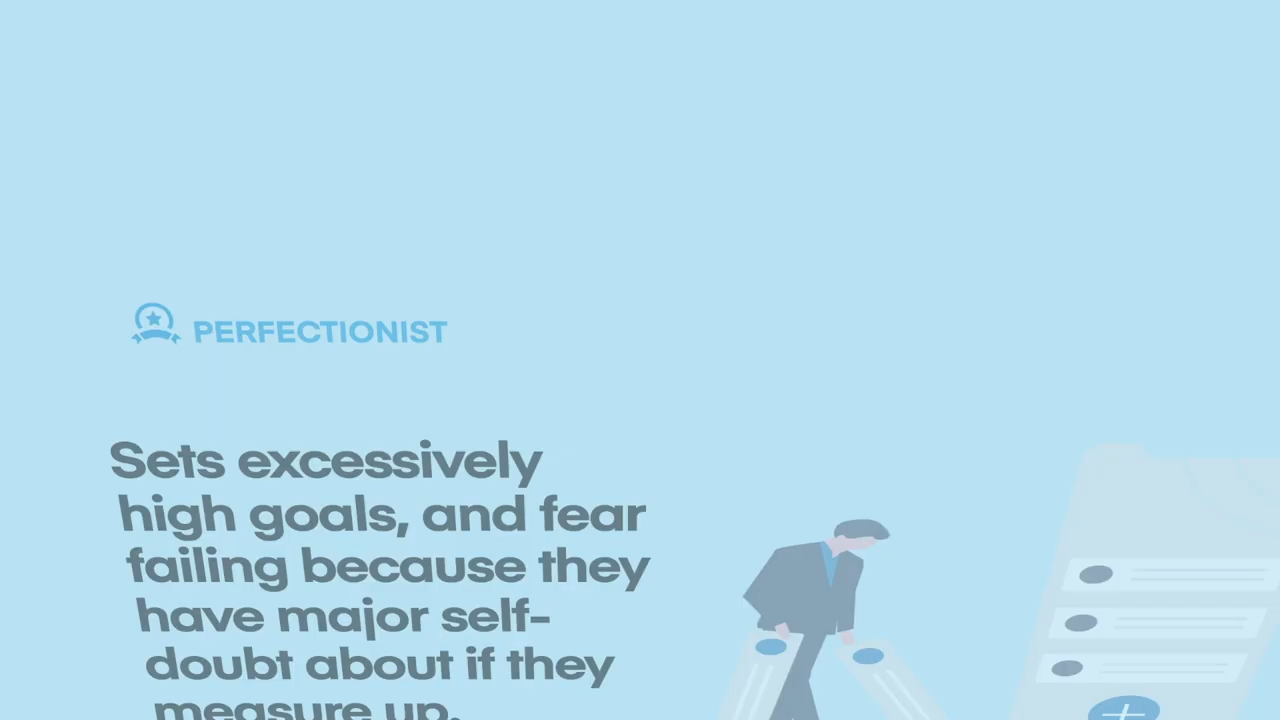 PERFECTIONIST
Sets excessively
high goals, and fear
failing because they
have major self-
doubt about if they
measure up.